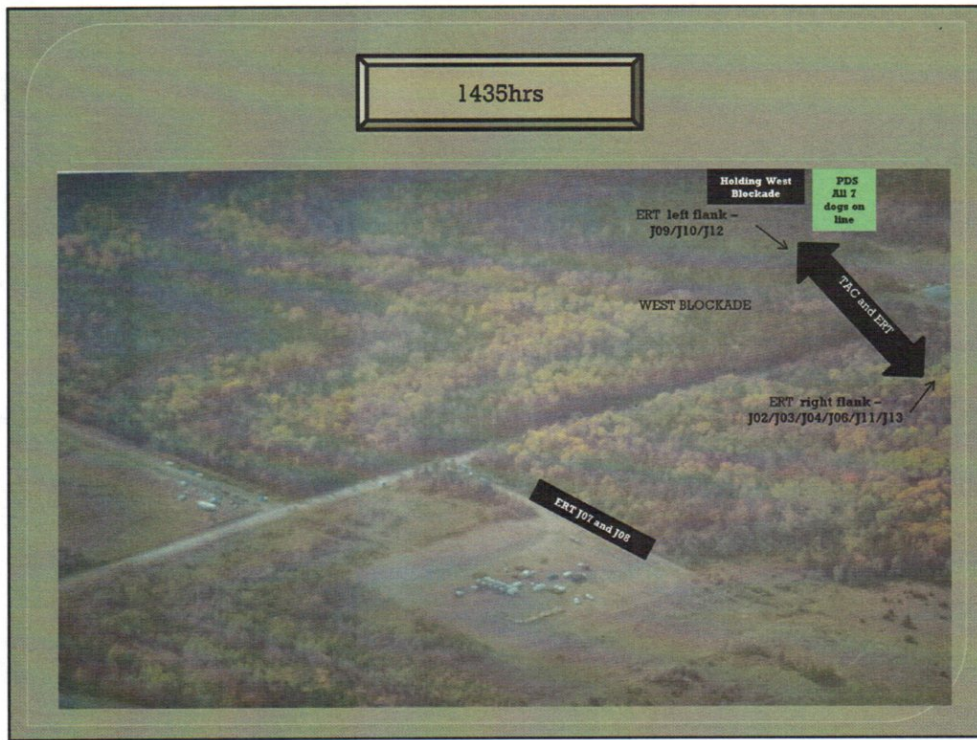 1435hrs
Holding West
Blockade
PDS
All 7
dogs on
line
ERT left flank –
J09/J10/J12
TAC and ERT
WEST BLOCKADE
ERT right flank –
J02/J03/J04/J06/J11/J13
ERT J07 and J08